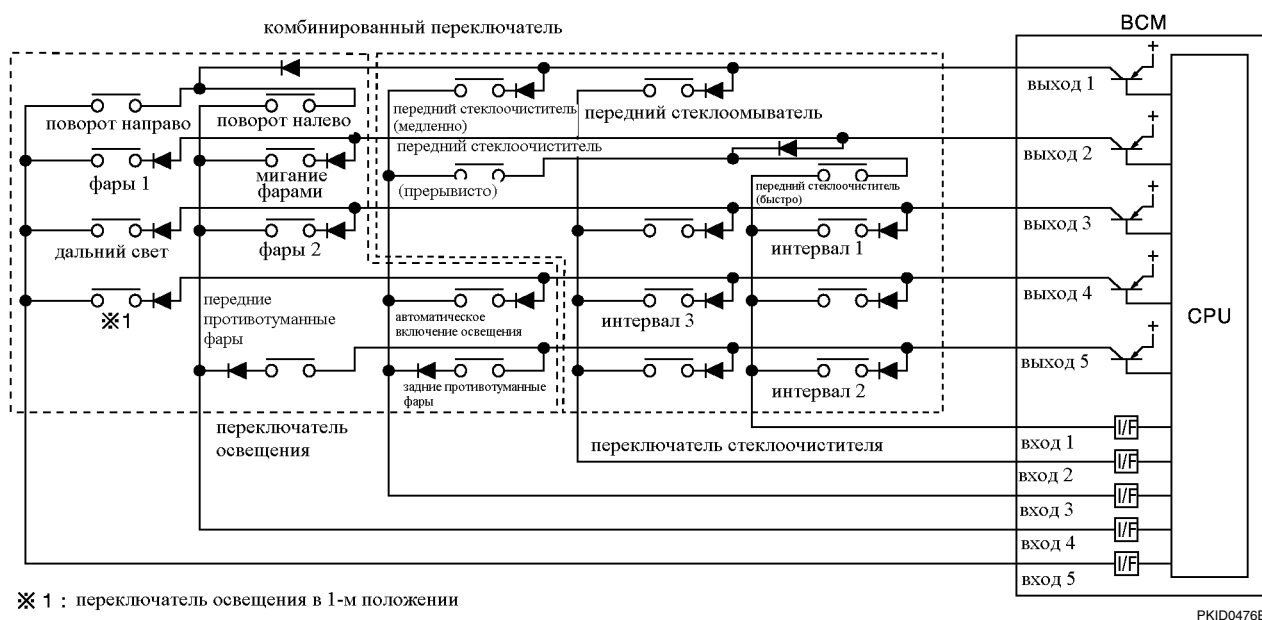 комбинированный переключатель
BCM
выход 1
поворот направо
поворот налево
передний стеклоочиститель
(медленно)
передний стеклоомыватель
передний стеклоочиститель
выход 2
фары 1
мигание
фарами
(прерывисто)
передний стеклоочиститель
(быстро)
выход 3
дальний свет
фары 2
интервал 1
выход 4
※1
передние
противотуманные
фары
автоматическое
включение освещения
интервал 3
CPU
выход 5
задние противотуманные
фары
интервал 2
переключатель
освещения
переключатель стеклоочистителя
I/F
вход 1
I/F
вход 2
I/F
вход 3
I/F
вход 4
I/F
вход 5
※ 1 : переключатель освещения в 1-м положении
PKID0476E
+
+
+
+
+